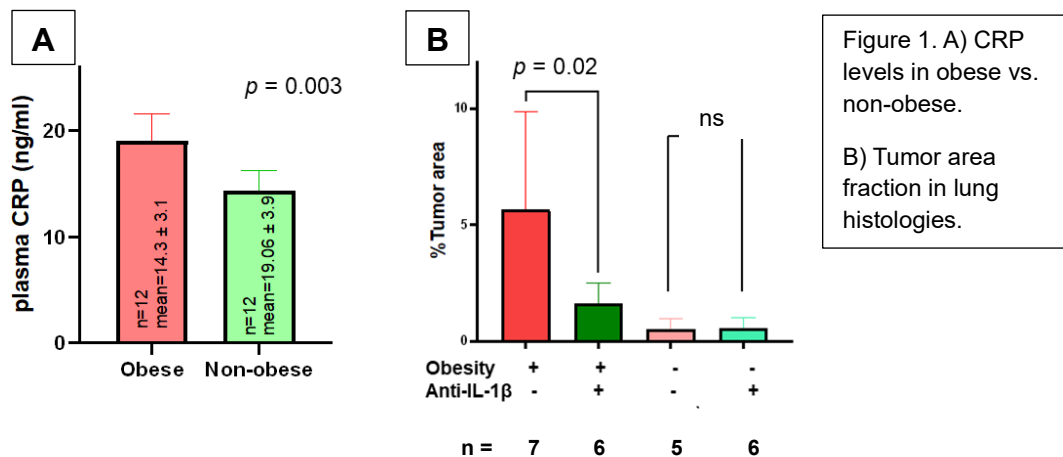 A
plasma CRP (ng/ml)
20
10
0
p = 0.003
n=12
mean=14.3 ± 3.1
n=12
mean=19.06 ± 3.9
Obese Non-obese
B
%Tumor area
10
5
0
p = 0.02
ns
Obesity + + - -
Anti-IL-1β - + - +
n = 7 6 5 6
Figure 1. A) CRP
levels in obese vs.
non-obese.
B) Tumor area
fraction in lung
histologies.